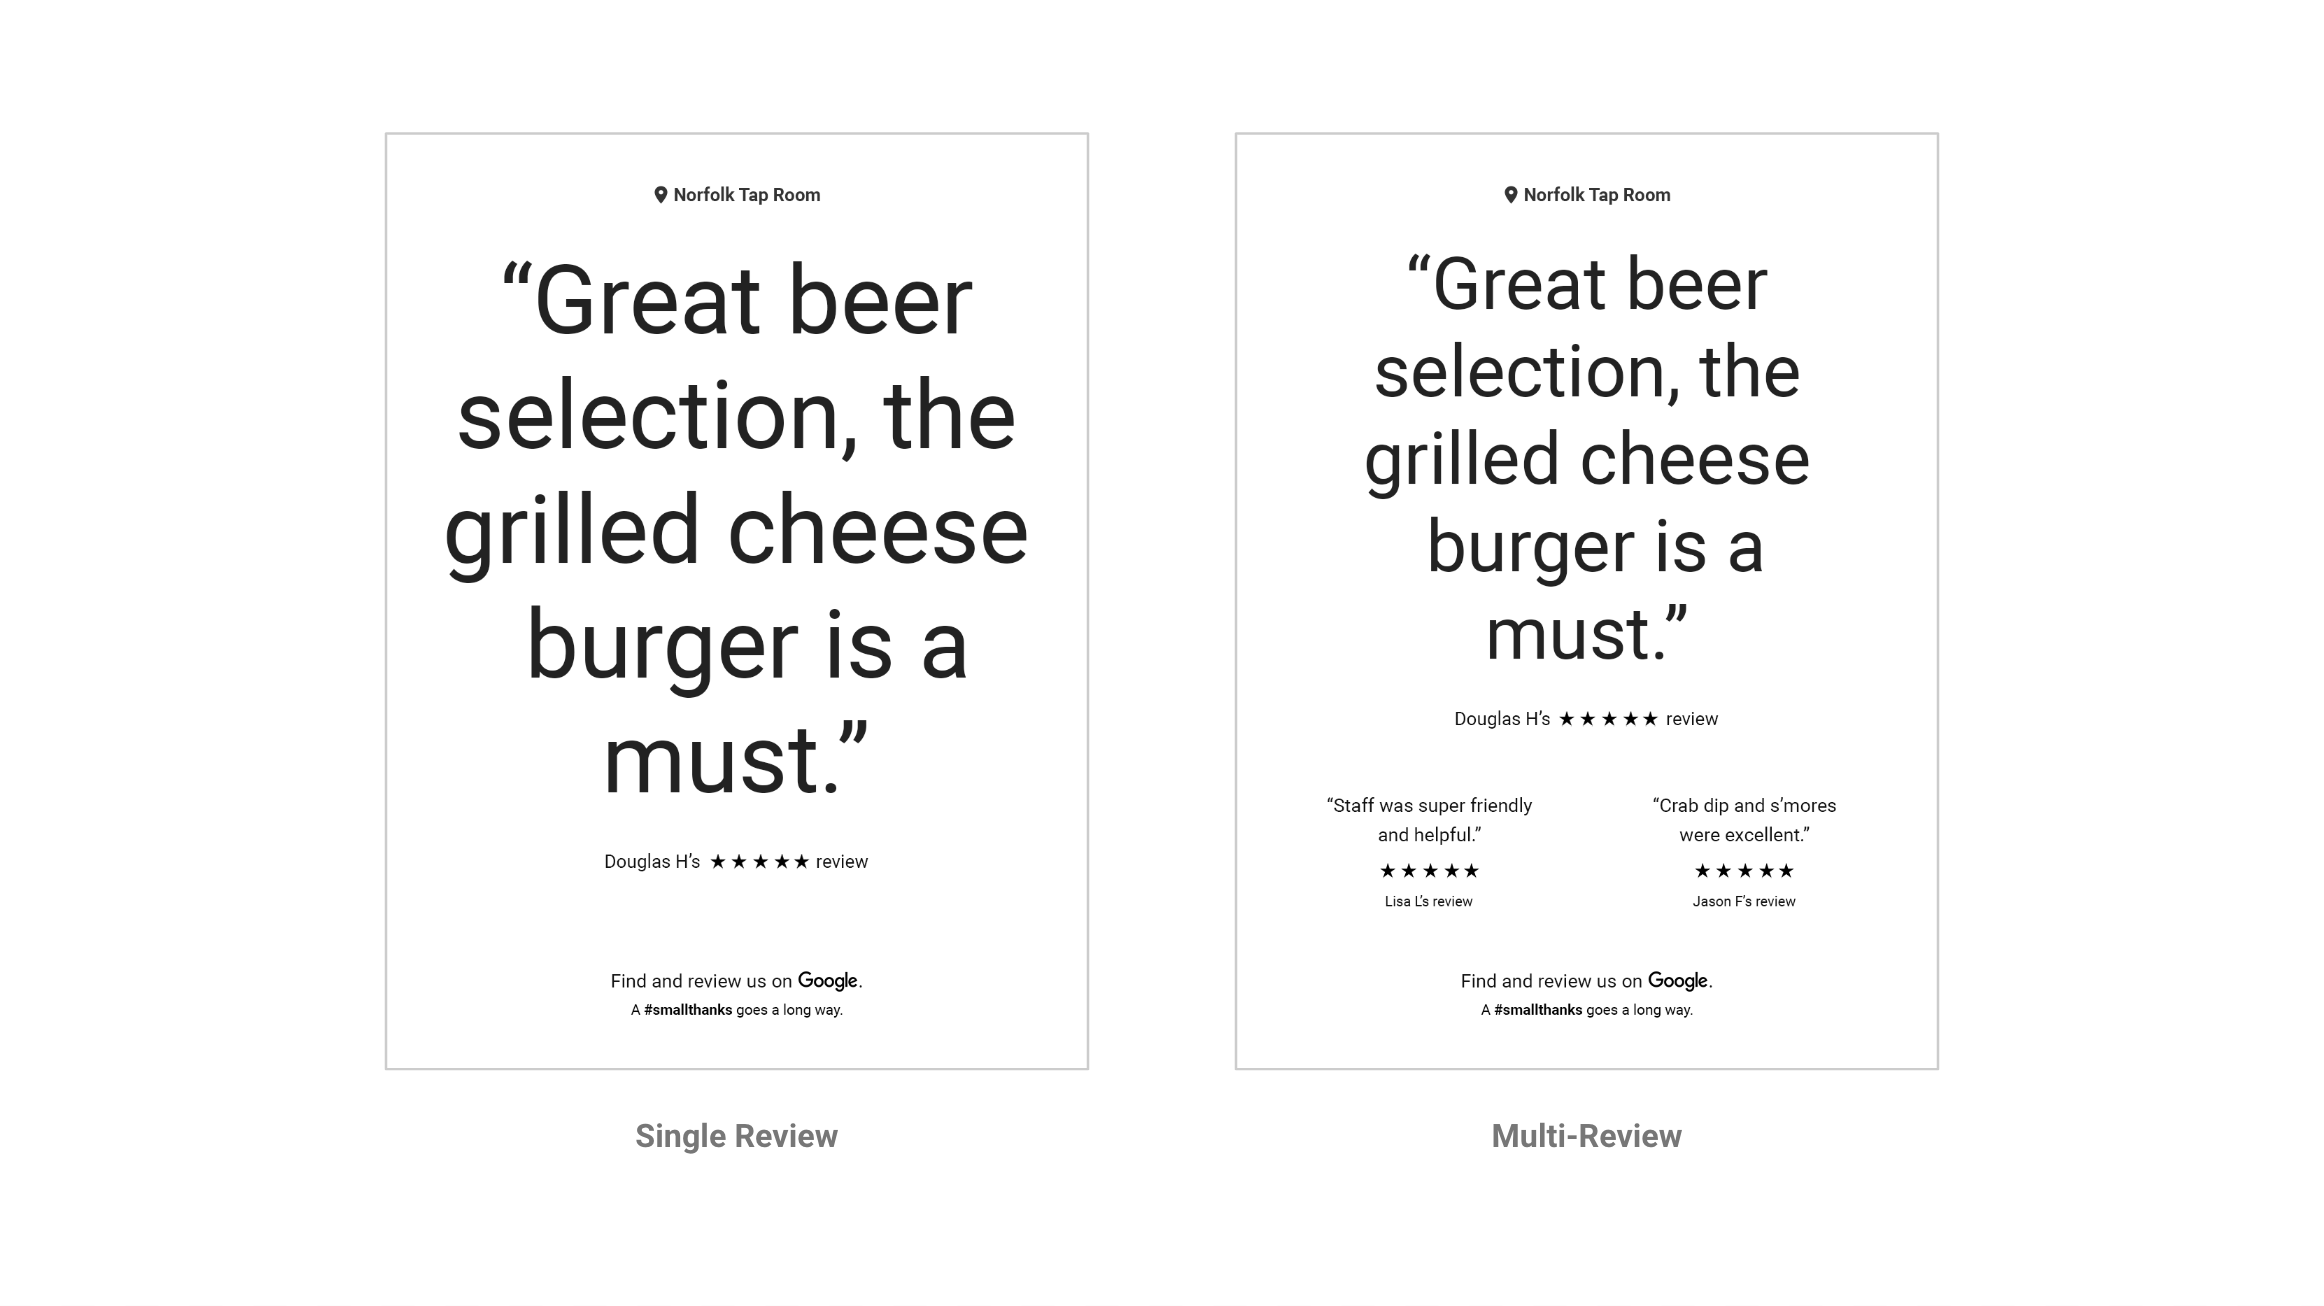 Norfolk Tap Room
“Great beer
selection, the
grilled cheese
burger is a
must.”
Douglas H’s ★★★★★ review
Find and review us on Google.
A #smallthanks goes a long way.
Single Review
Norfolk Tap Room
“Great beer
selection, the
grilled cheese
burger is a
must.”
Douglas H’s ★★★★★ review
“Staff was super friendly
and helpful.”
★★★★★
Lisa L’s review
“Crab dip and s’mores
were excellent.”
★★★★★
Jason F’s review
Find and review us on Google.
A #smallthanks goes a long way.
Multi-Review